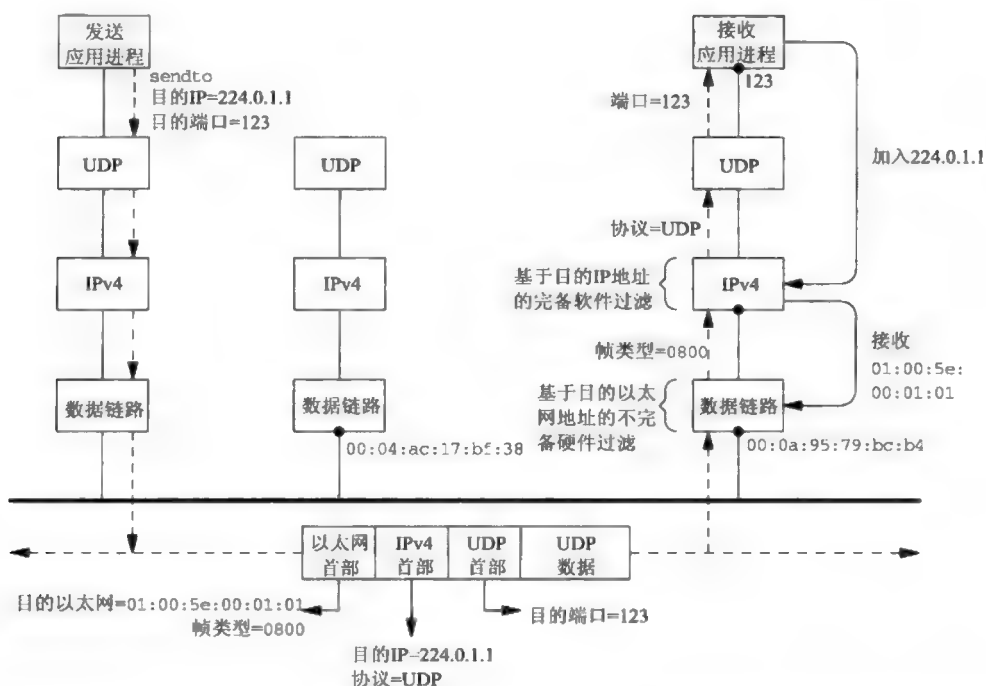 发送
应用进程
sendto
目的IP=224.0.1.1
目的端口=123
UDP
IPv4
数据链路
UDP
IPv4
数据链路
00:04:ac:17:bf:38
接收
应用进程
123
端口=123
UDP
加入224.0.1.1
协议=UDP
基于目的IP地址
的完备软件过滤
IPv4
帧类型=0800
接收
01:00:5e:
00:01:01
基于目的以太
网地址的不完
备硬件过滤
数据链路
00:0a:95:79:bc:b4
以太网
首部
IPv4
首部
UDP
首部
UDP
数据
目的以太网=01:00:5e:00:01:01
帧类型=0800
目的端口=123
目的IP=224.0.1.1
协议=UDP